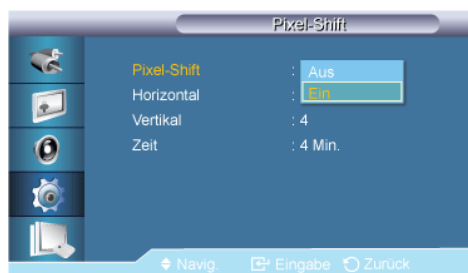 Pixel-Shift
Pixel-Shift : Aus
Horizontal : Ein
Vertikal : 4
Zeit : 4 Min.
Navig. Eingabe Zurück